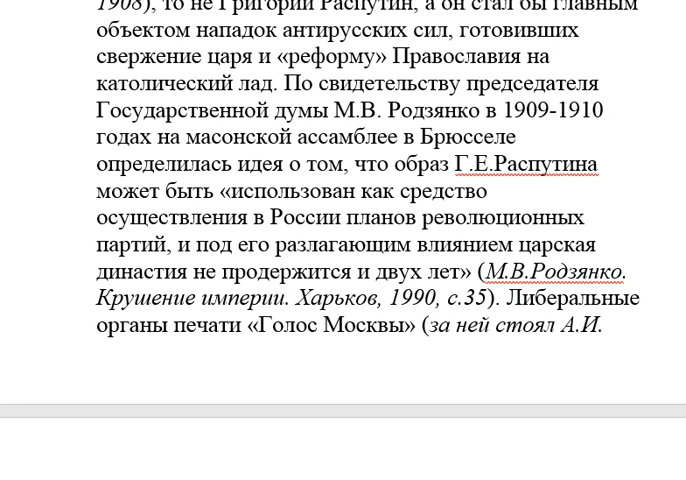 1908), то не Григорий Распутин, а он стал бы главным
объектом нападок антирусских сил, готовивших
свержение царя и «реформу» Православия на
католический лад. По свидетельству председателя
Государственной думы М.В. Родзянко в 1909-1910
годах на масонской ассамблее в Брюсселе
определилась идея о том, что образ Г.Е.Распутина
может быть «использован как средство
осуществления в России планов революционных
партий, и под его разлагающим влиянием царская
династия не продержится и двух лет» (М.В.Родзянко.
Крушение империи. Харьков, 1990, с.35). Либеральные
органы печати «Голос Москвы» (за ней стоял А.И.